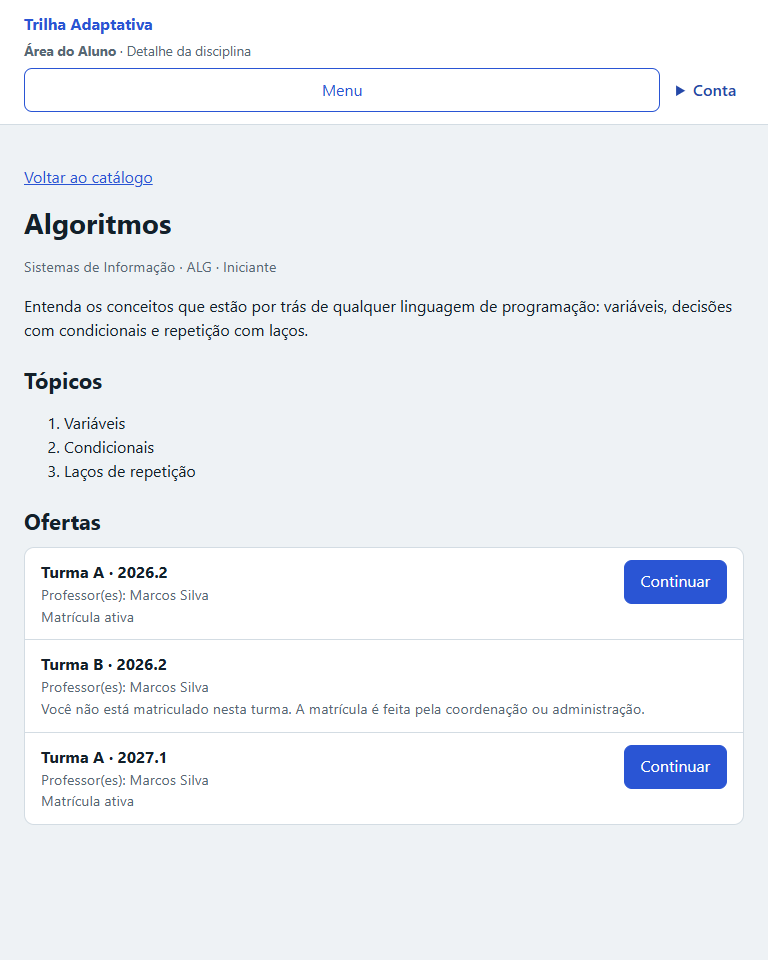 Trilha Adaptativa
Área do Aluno · Detalhe da disciplina
Menu
▶ Conta
Voltar ao catálogo
Algoritmos
Sistemas de Informação · ALG · Iniciante
Entenda os conceitos que estão por trás de qualquer linguagem de programação: variáveis, decisões
com condicionais e repetição com laços.
Tópicos
1. Variáveis
2. Condicionais
3. Laços de repetição
Ofertas
Turma A · 2026.2
Continuar
Professor(es): Marcos Silva
Matrícula ativa
Turma B · 2026.2
Professor(es): Marcos Silva
Você não está matriculado nesta turma. A matrícula é feita pela coordenação ou administração.
Turma A · 2027.1
Continuar
Professor(es): Marcos Silva
Matrícula ativa